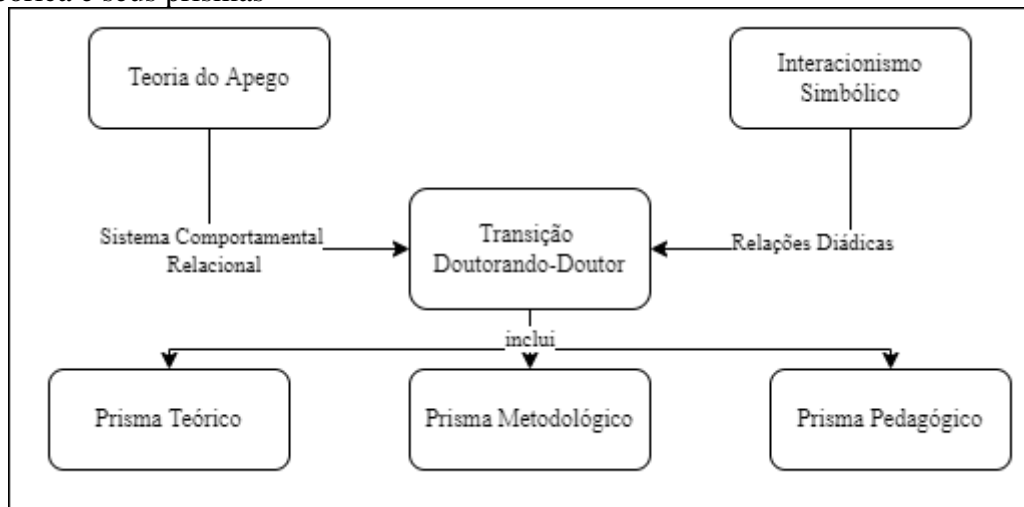 e seus prismas
Teoria do Apego
Interacionismo
Simbólico
Sistema Comportamental
Relacional
Transição
Doutorando-Doutor
Relações Diádicas
inclui
Prisma Teórico
Prisma Metodológico
Prisma Pedagógico